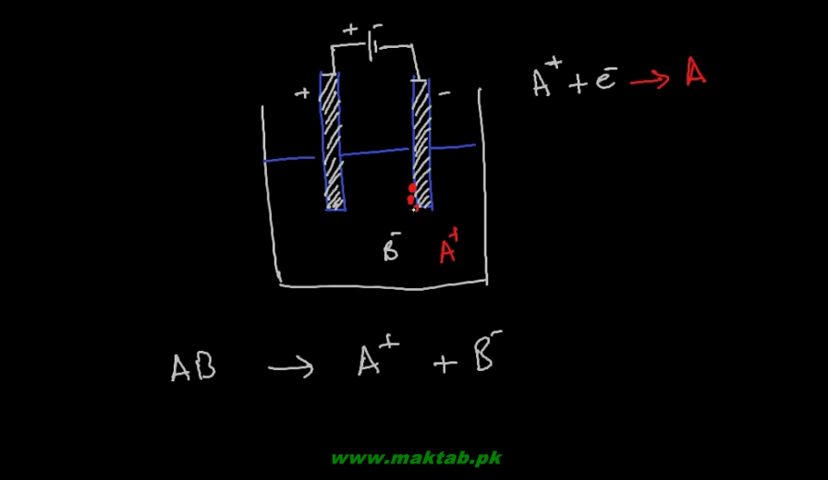 + -
+ -
A⁺ + e⁻ → A
B⁻ A⁺
AB → A⁺ + B⁻
www.maktab.pk